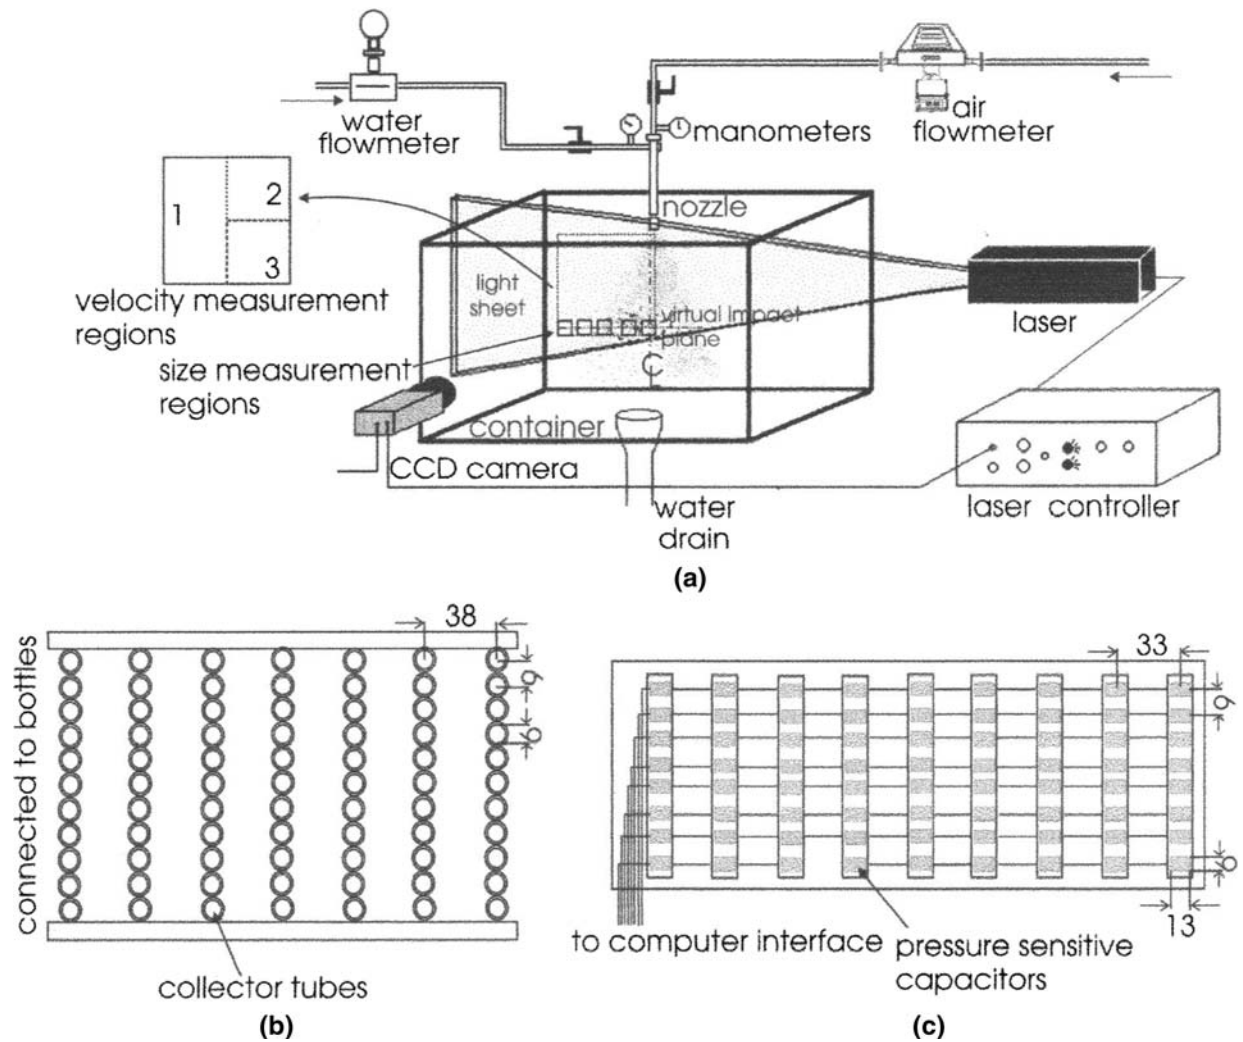 water
flowmeter
manometers
air
flowmeter
1
2
3
velocity measurement
regions
nozzle
light
sheet
virtual impact
plane
laser
size measurement
regions
container
CCD camera
water
drain
laser controller
(a)
connected to bottles
38
9
9
collector tubes
(b)
33
9
9
13
to computer interface
pressure sensitive
capacitors
(c)